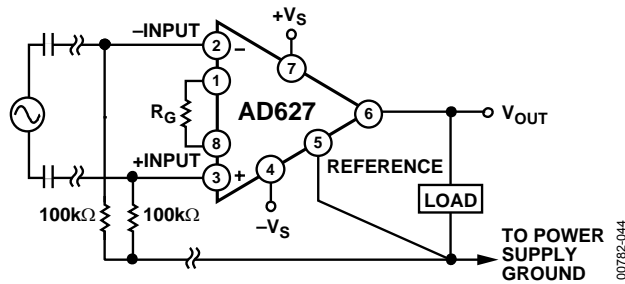 –INPUT
+VS
2
–
1
7
RG
AD627
6
VOUT
8
5
+INPUT
REFERENCE
3
+
4
LOAD
100kΩ
100kΩ
–VS
TO POWER
SUPPLY
GROUND
00782-044